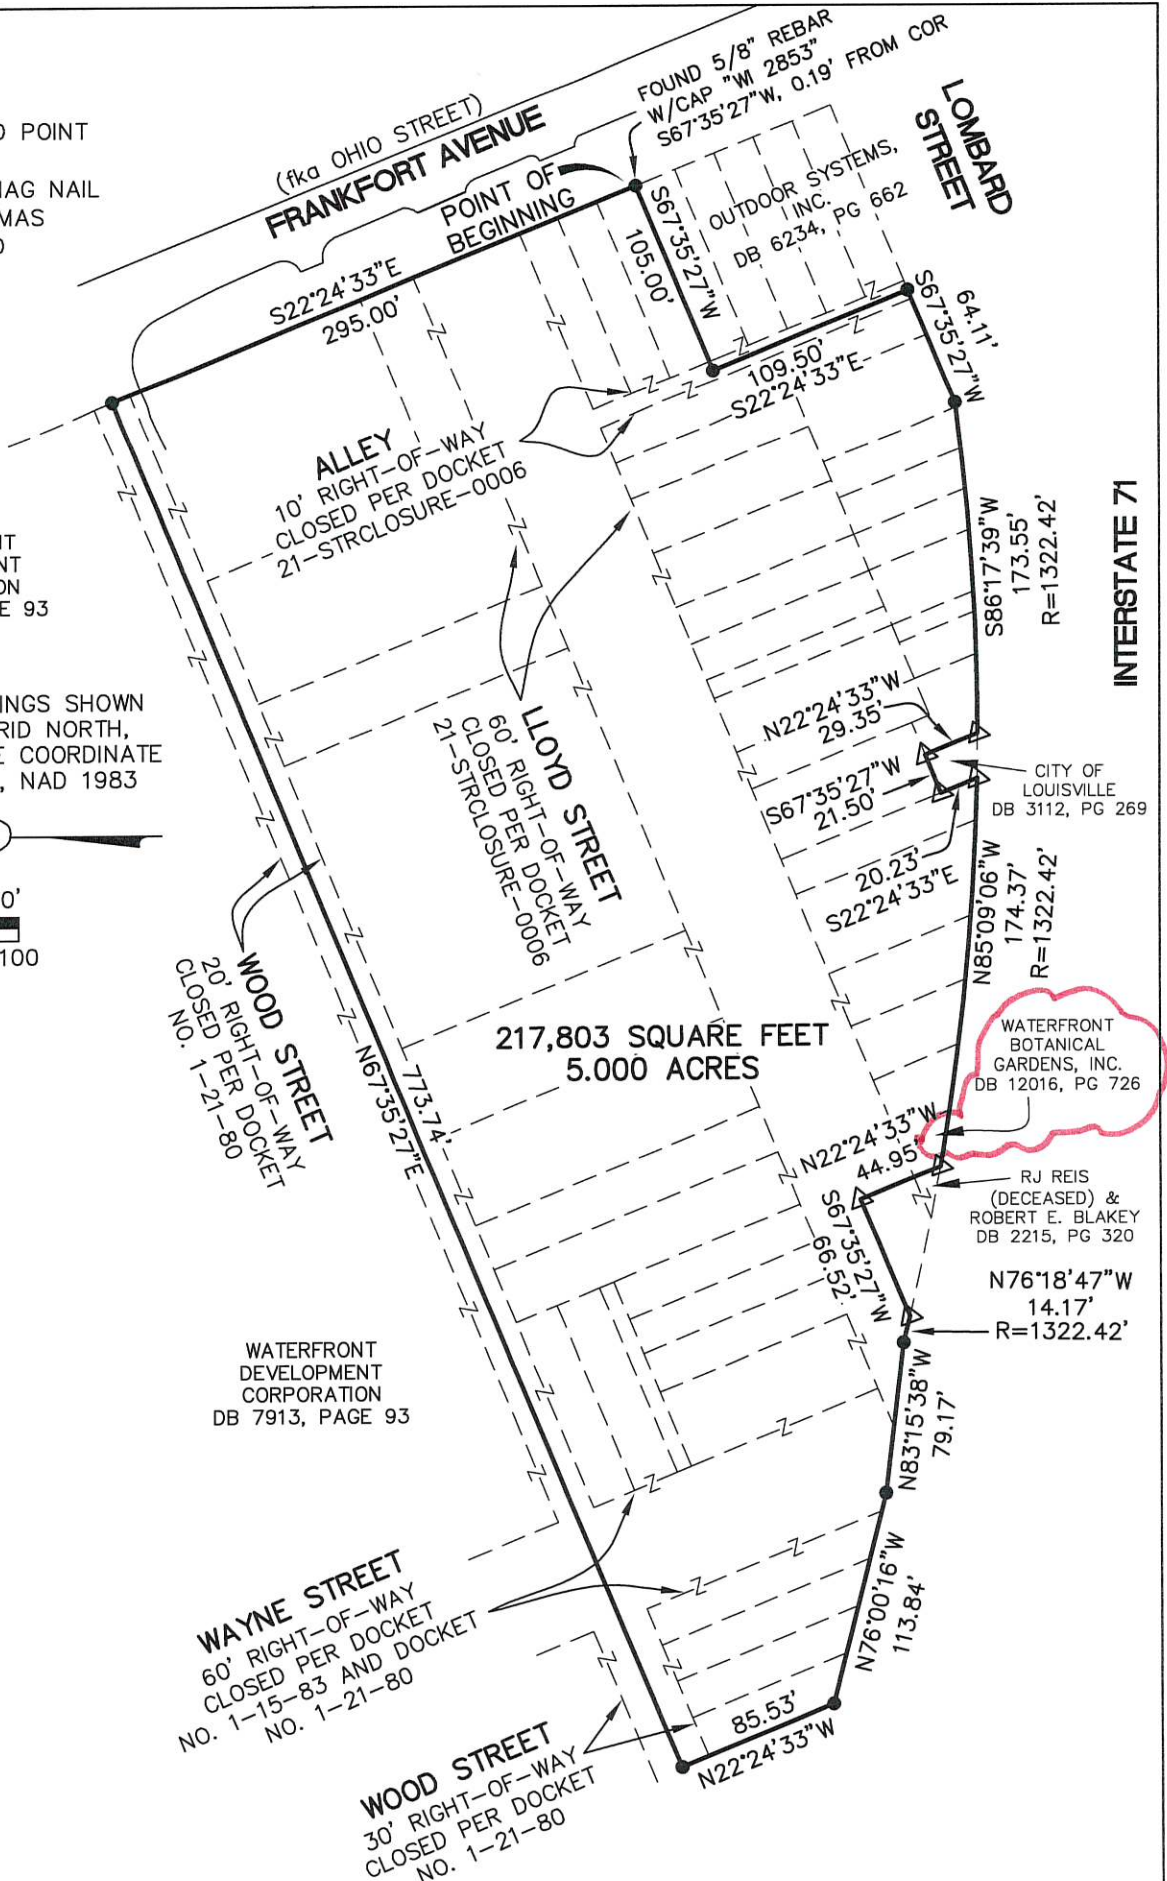 FOUND 5/8" REBAR
W/CAP "WI 2853"
S67°35'27"W, 0.19' FROM COR
LOMBARD
STREET
(fka OHIO STREET)
FRANKFORT AVENUE
POINT OF
BEGINNING
POINT
MAG NAIL
OUTDOOR SYSTEMS,
INC.
DB 6234, PG 662
S67°35'27"W
105.00'
S22°24'33"E
295.00'
109.50'
S22°24'33"E
S67°35'27"W
64.11'
ALLEY
10' RIGHT-OF-WAY
CLOSED PER DOCKET
21-STRCLOSURE-0006
S86°17'39"W
173.55'
R=1322.42'
INTERSTATE 71
E 93
INGS SHOWN
RID NORTH,
E COORDINATE
, NAD 1983
0'
100
LLOYD STREET
60' RIGHT-OF-WAY
CLOSED PER DOCKET
21-STRCLOSURE-0006
N22°24'33"W
29.35'
S67°35'27"W
21.50'
20.23'
S22°24'33"E
CITY OF
LOUISVILLE
DB 3112, PG 269
N85°09'06"W
174.37'
R=1322.42'
WOOD STREET
20' RIGHT-OF-WAY
CLOSED PER DOCKET
NO. 1-21-80
773.74'
N67°35'27"E
217,803 SQUARE FEET
5.000 ACRES
WATERFRONT
BOTANICAL
GARDENS, INC.
DB 12016, PG 726
N22°24'33"W
44.95'
RJ REIS
(DECEASED) &
ROBERT E. BLAKEY
DB 2215, PG 320
S67°35'27"W
66.52'
N76°18'47"W
14.17'
R=1322.42'
WATERFRONT
DEVELOPMENT
CORPORATION
DB 7913, PAGE 93
N83°15'38"W
79.17'
N76°00'16"W
113.84'
WAYNE STREET
60' RIGHT-OF-WAY
CLOSED PER DOCKET
NO. 1-15-83 AND DOCKET
NO. 1-21-80
85.53'
N22°24'33"W
WOOD STREET
30' RIGHT-OF-WAY
CLOSED PER DOCKET
NO. 1-21-80